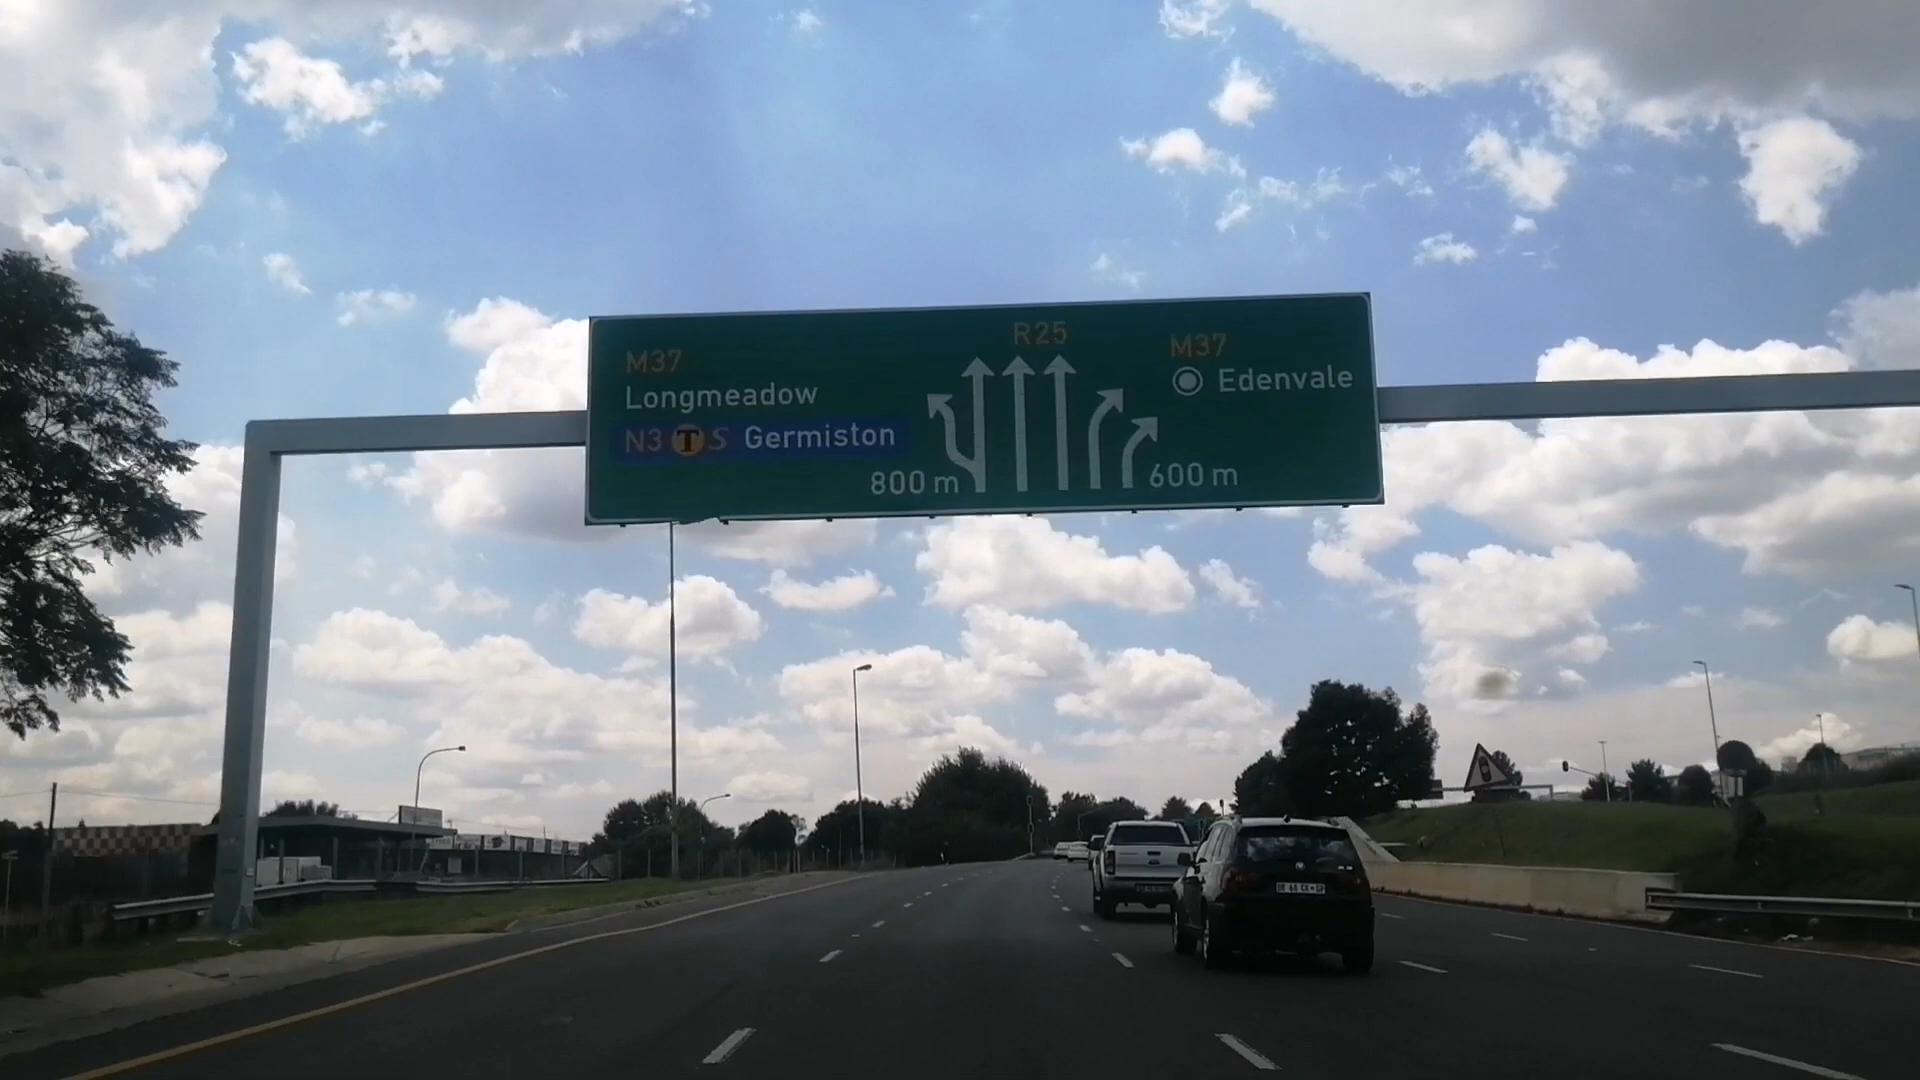 M37
Longmeadow
N3 T S Germiston
800 m
R25
M37
Edenvale
600 m